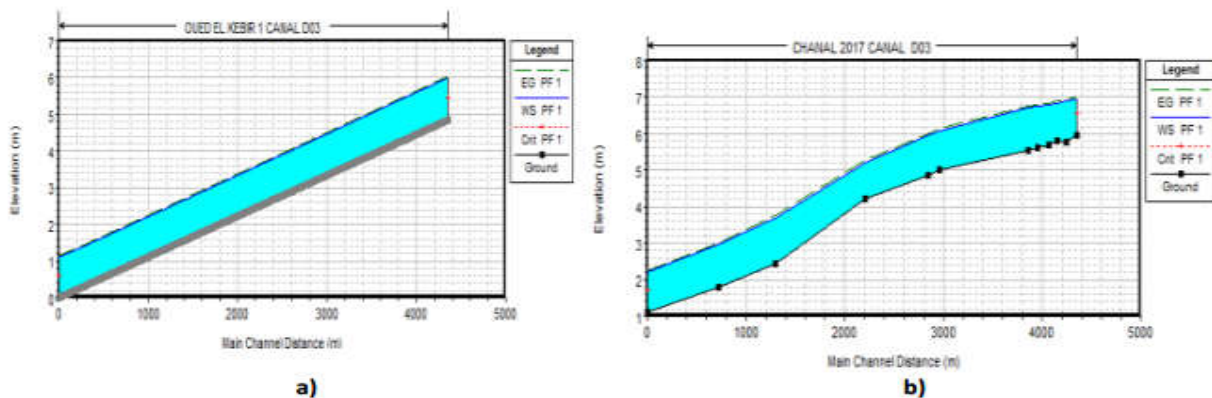 OUED EL KEBIR 1 CANAL D03
7
6
5
4
3
2
1
0
0 1000 2000 3000 4000 5000
Elevation (m)
Main Channel Distance (m)
Legend
EG PF 1
WS PF 1
Crit PF 1
Ground
a)
CHANAL 2017 CANAL D03
8
7
6
5
4
3
2
1
0 1000 2000 3000 4000 5000
Elevation (m)
Main Channel Distance (m)
Legend
EG PF 1
WS PF 1
Crit PF 1
Ground
b)